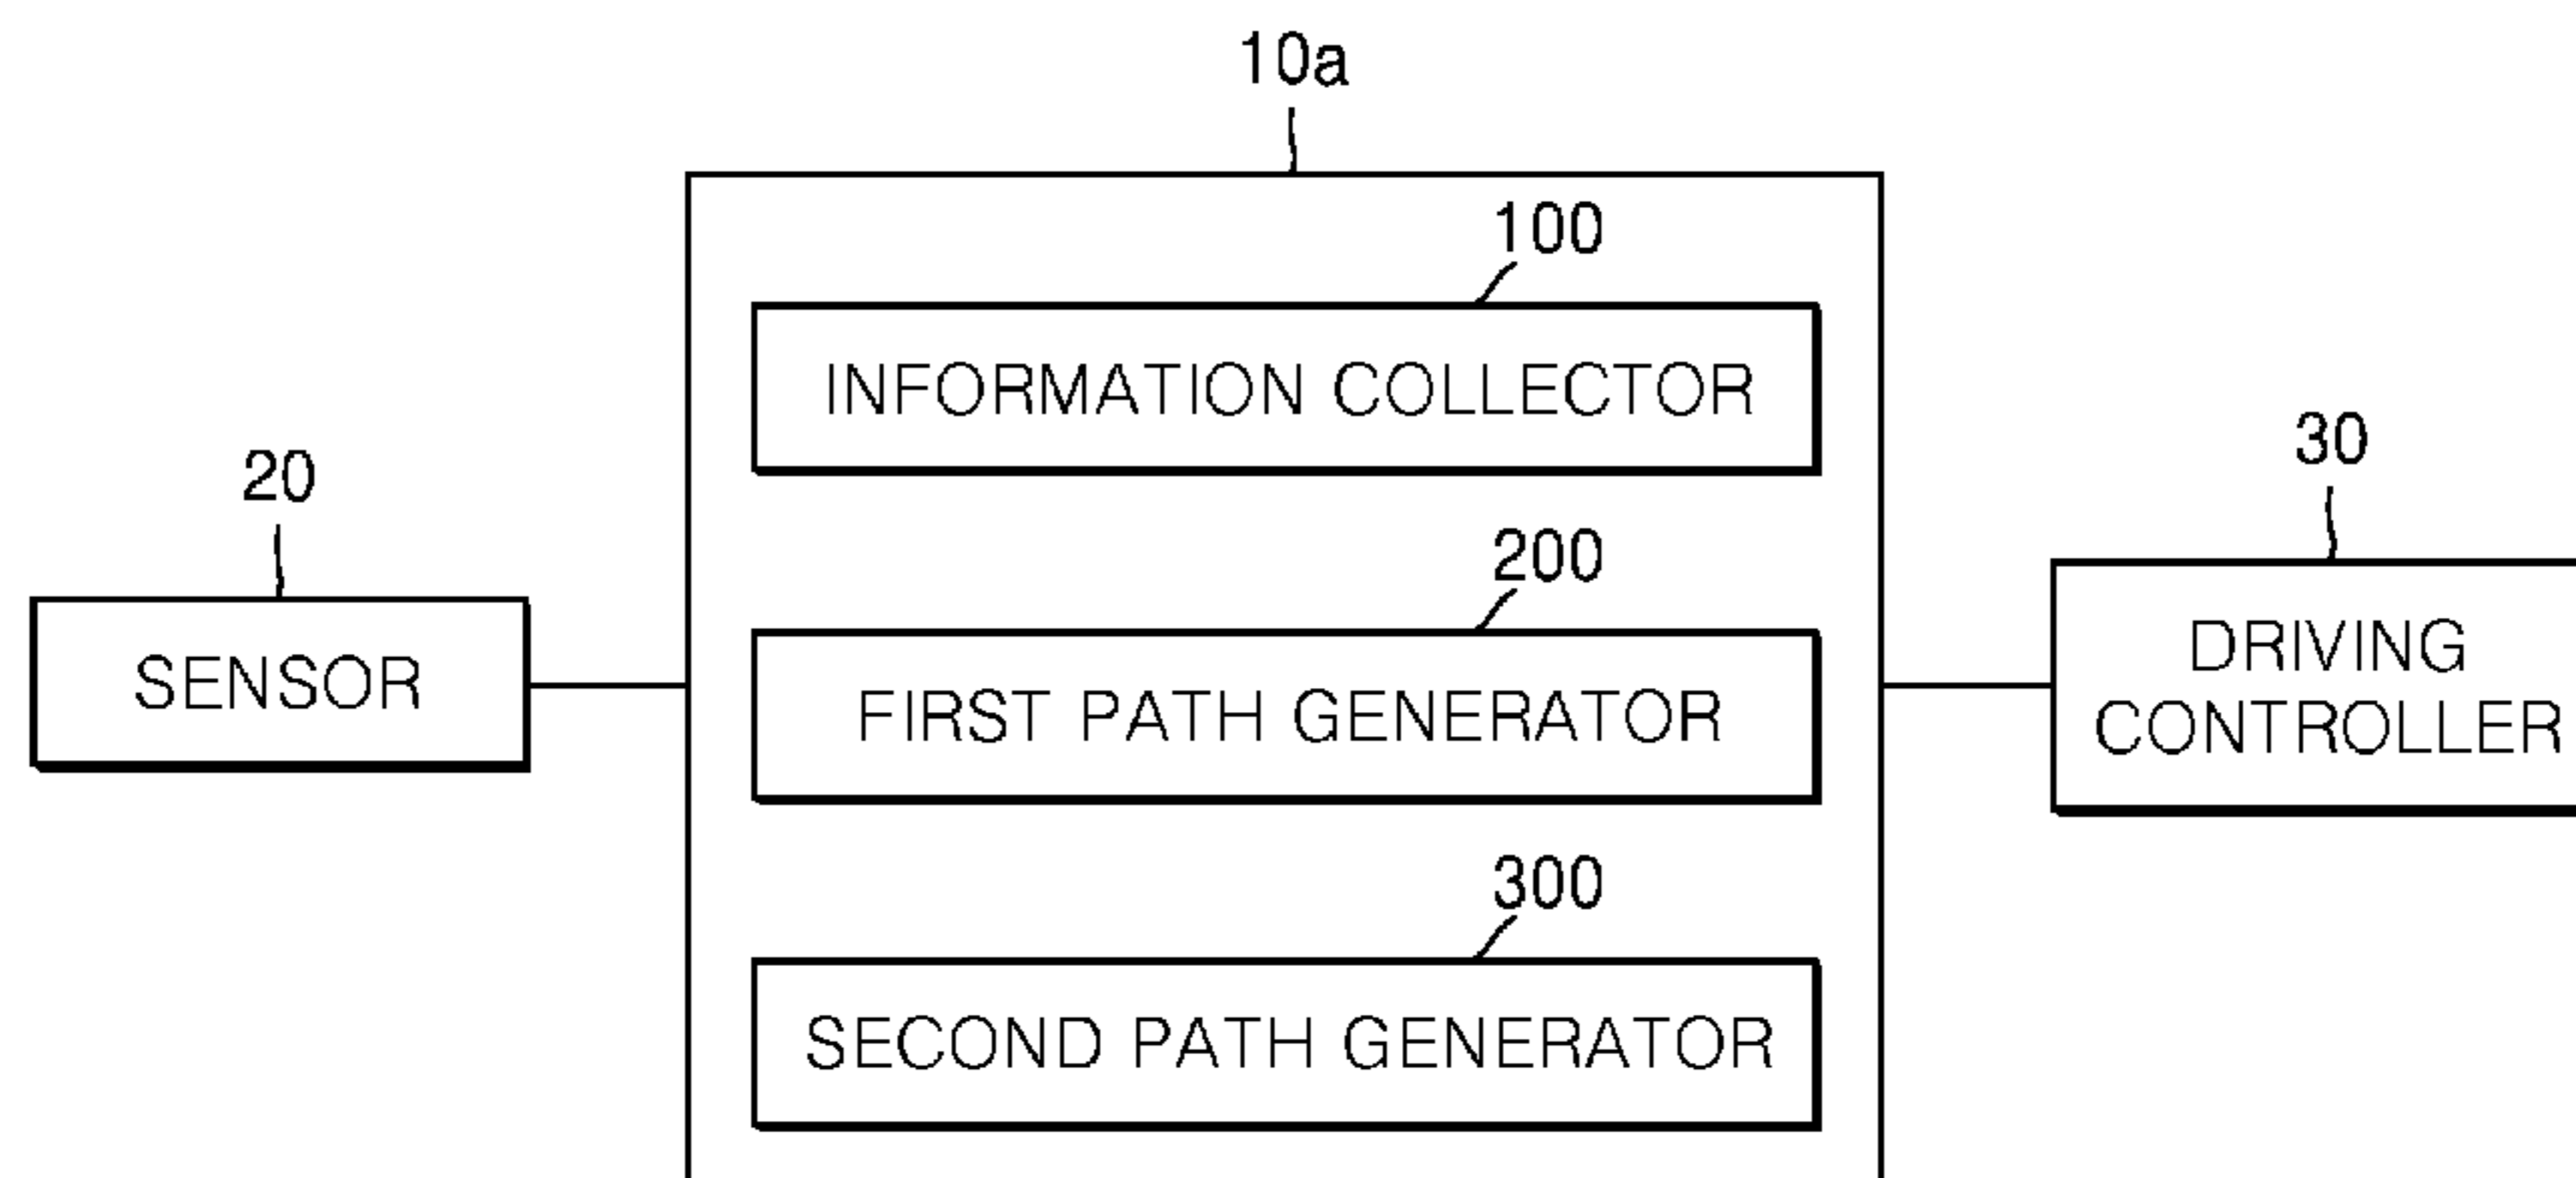 10a
100
INFORMATION COLLECTOR
20
SENSOR
200
FIRST PATH GENERATOR
30
DRIVING
CONTROLLER
300
SECOND PATH GENERATOR